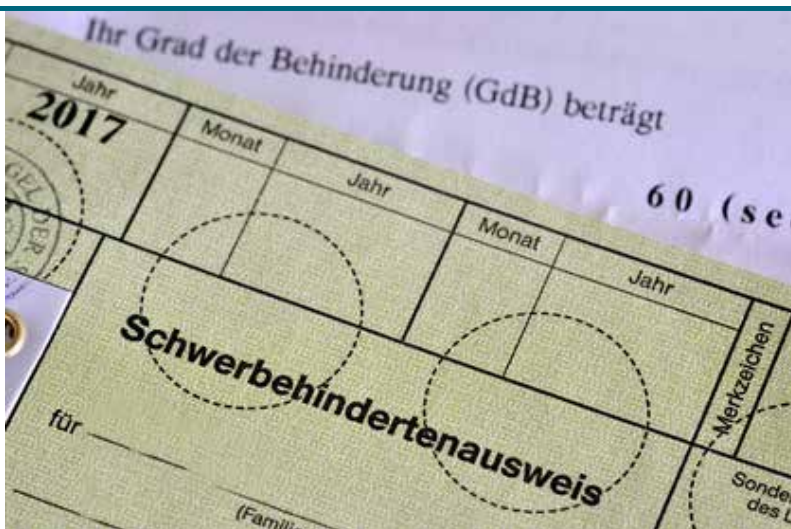 Ihr Grad der Behinderung (GdB) beträgt
60 (se
Jahr
2017
Monat
Jahr
Monat
Jahr
Merkzeichen
Schwerbehindertenausweis
für
(Famili
Sonde
des